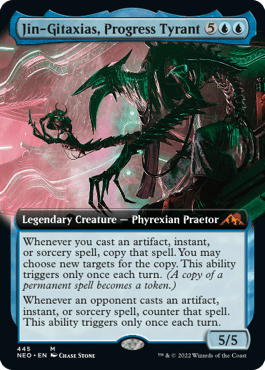 Jin-Gitaxias, Progress Tyrant 5
Legendary Creature — Phyrexian Praetor
Whenever you cast an artifact, instant,
or sorcery spell, copy that spell. You may
choose new targets for the copy. This ability
triggers only once each turn. (A copy of a
permanent spell becomes a token.)
Whenever an opponent casts an artifact,
instant, or sorcery spell, counter that spell.
This ability triggers only once each turn.
5/5
445 M
NEO • EN Chase Stone
™ & © 2022 Wizards of the Coast